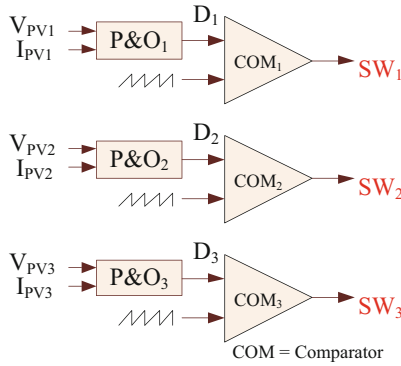 V_PV1
I_PV1
P&O_1
D_1
COM_1
SW_1
V_PV2
I_PV2
P&O_2
D_2
COM_2
SW_2
V_PV3
I_PV3
P&O_3
D_3
COM_3
SW_3
COM = Comparator